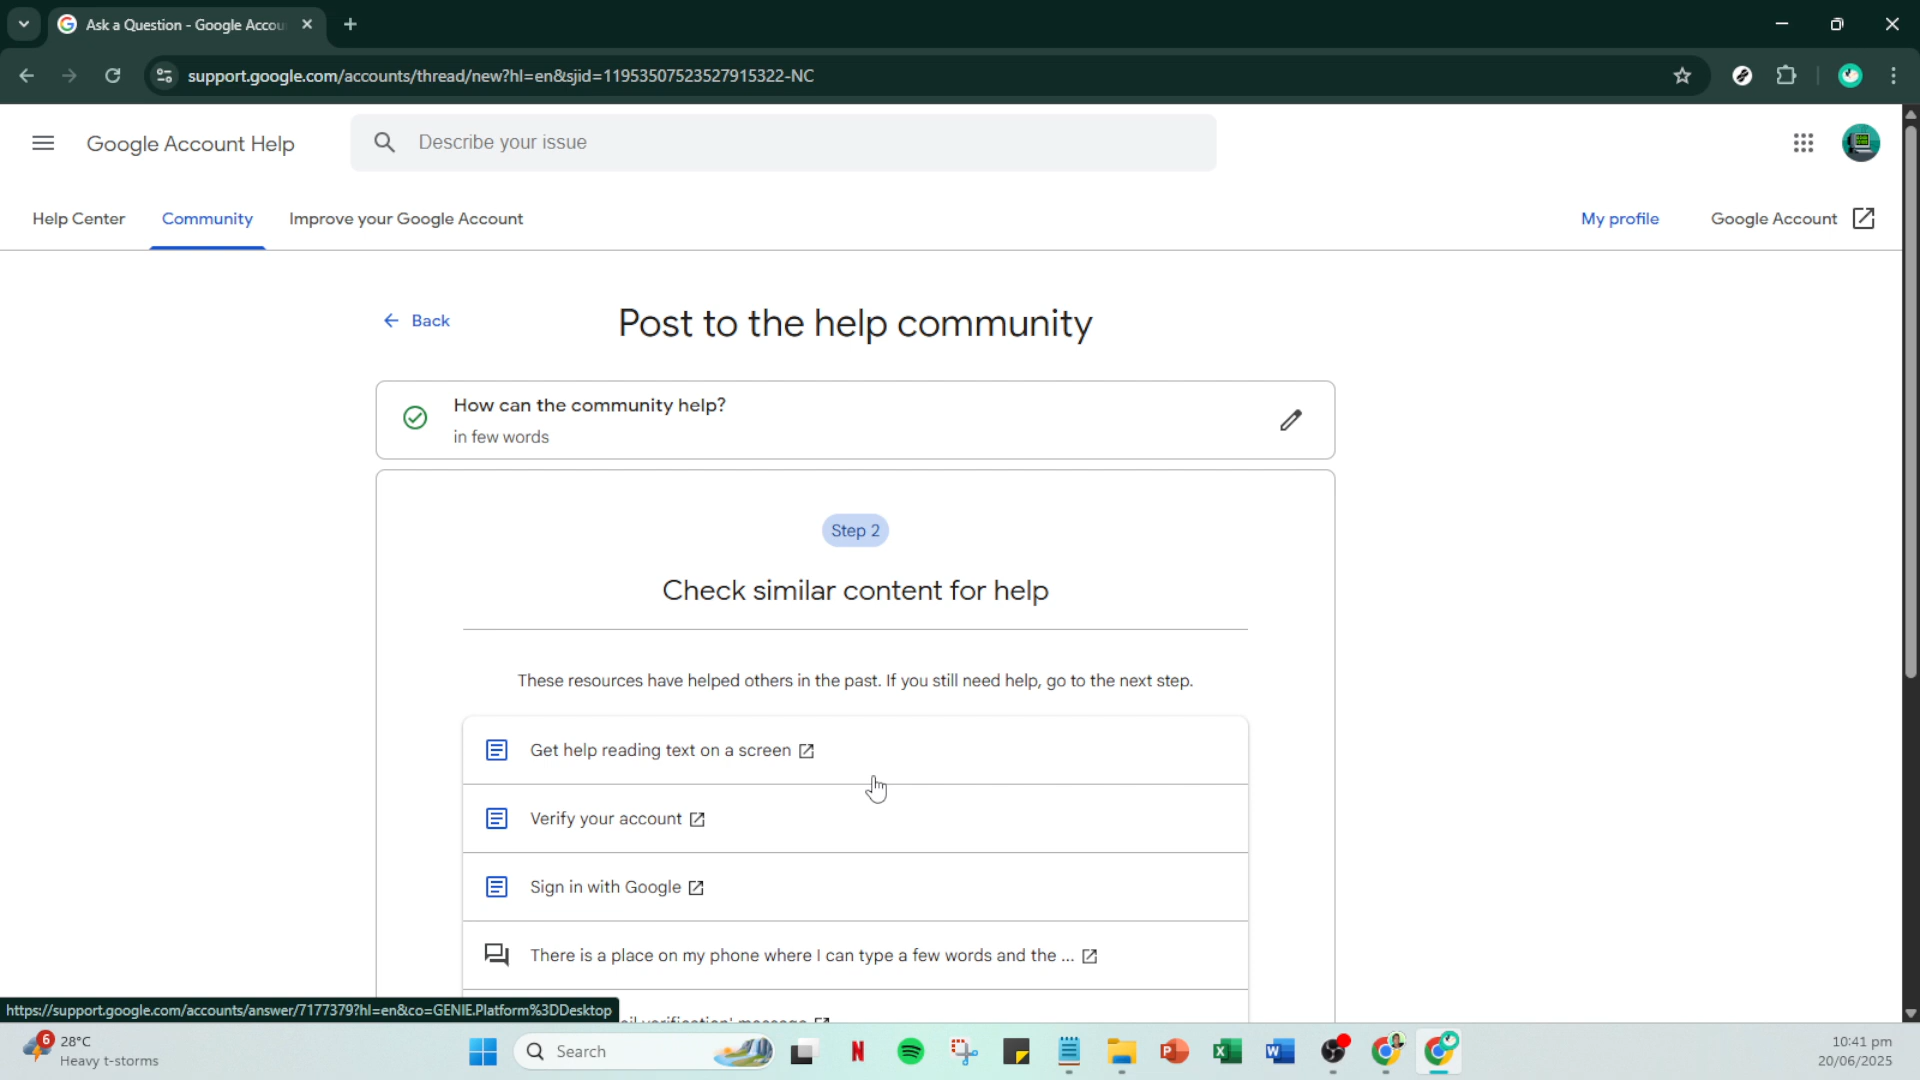 Ask a Question - Google Accou
support.google.com/accounts/thread/new?hl=en&sjid=11953507523527915322-NC
Google Account Help
Describe your issue
Help Center
Community
Improve your Google Account
My profile
Google Account
Back
Post to the help community
How can the community help?
in few words
Step 2
Check similar content for help
These resources have helped others in the past. If you still need help, go to the next step.
Get help reading text on a screen
Verify your account
Sign in with Google
There is a place on my phone where I can type a few words and the ...
https://support.google.com/accounts/answer/7177379?hl=en&co=GENIE.Platform%3DDesktop
6
28°C
Heavy t-storms
Search
N
P
X
W
10:41 pm
20/06/2025